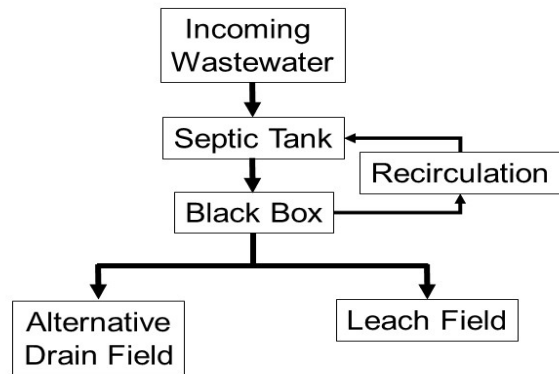 Incoming
Wastewater
Septic Tank
Recirculation
Black Box
Alternative
Drain Field
Leach Field